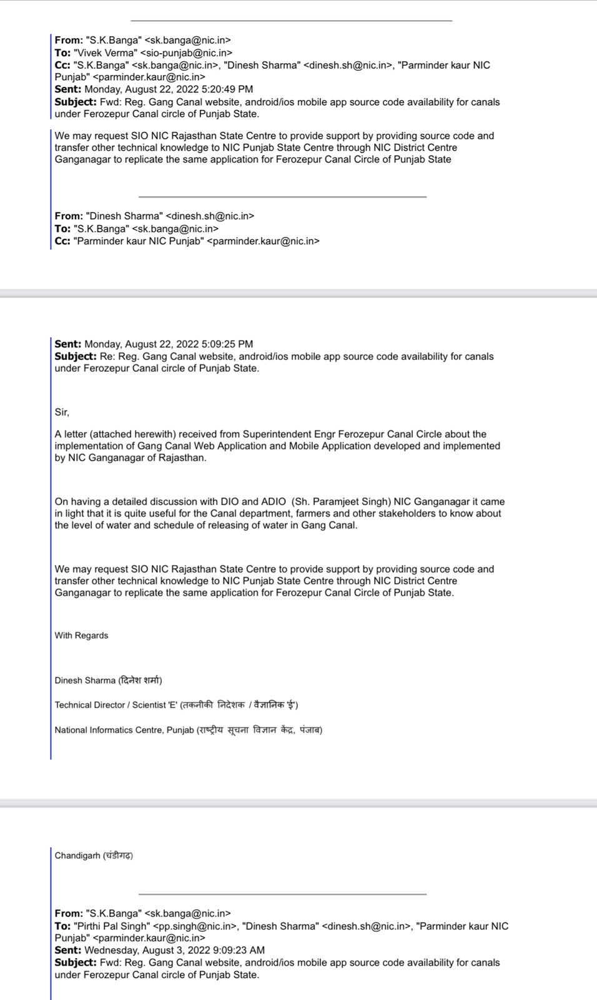 From: "S.K.Banga" <sk.banga@nic.in>
To: "Vivek Verma" <sio-punjab@nic.in>
Cc: "S.K.Banga" <sk.banga@nic.in>, "Dinesh Sharma" <dinesh.sh@nic.in>, "Parminder kaur NIC
Punjab" <parminder.kaur@nic.in>
Sent: Monday, August 22, 2022 5:20:49 PM
Subject: Fwd: Reg. Gang Canal website, android/ios mobile app source code availability for canals
under Ferozepur Canal circle of Punjab State.
We may request SIO NIC Rajasthan State Centre to provide support by providing source code and
transfer other technical knowledge to NIC Punjab State Centre through NIC District Centre
Ganganagar to replicate the same application for Ferozepur Canal Circle of Punjab State
From: "Dinesh Sharma" <dinesh.sh@nic.in>
To: "S.K.Banga" <sk.banga@nic.in>
Cc: "Parminder kaur NIC Punjab" <parminder.kaur@nic.in>
Sent: Monday, August 22, 2022 5:09:25 PM
Subject: Re: Reg. Gang Canal website, android/ios mobile app source code availability for canals
under Ferozepur Canal circle of Punjab State.
Sir,
A letter (attached herewith) received from Superintendent Engr Ferozepur Canal Circle about the
implementation of Gang Canal Web Application and Mobile Application developed and implemented
by NIC Ganganagar of Rajasthan.
On having a detailed discussion with DIO and ADIO  (Sh. Paramjeet Singh) NIC Ganganagar it came
in light that it is quite useful for the Canal department, farmers and other stakeholders to know about
the level of water and schedule of releasing of water in Gang Canal.
We may request SIO NIC Rajasthan State Centre to provide support by providing source code and
transfer other technical knowledge to NIC Punjab State Centre through NIC District Centre
Ganganagar to replicate the same application for Ferozepur Canal Circle of Punjab State.
With Regards
Dinesh Sharma (दिनेश शर्मा)
Technical Director / Scientist 'E' (तकनीकी निदेशक / वैज्ञानिक 'ई')
National Informatics Centre, Punjab (राष्ट्रीय सूचना विज्ञान केंद्र, पंजाब)
Chandigarh (चंडीगढ़)
From: "S.K.Banga" <sk.banga@nic.in>
To: "Pirthi Pal Singh" <pp.singh@nic.in>, "Dinesh Sharma" <dinesh.sh@nic.in>, "Parminder kaur NIC
Punjab" <parminder.kaur@nic.in>
Sent: Wednesday, August 3, 2022 9:09:23 AM
Subject: Fwd: Reg. Gang Canal website, android/ios mobile app source code availability for canals
under Ferozepur Canal circle of Punjab State.